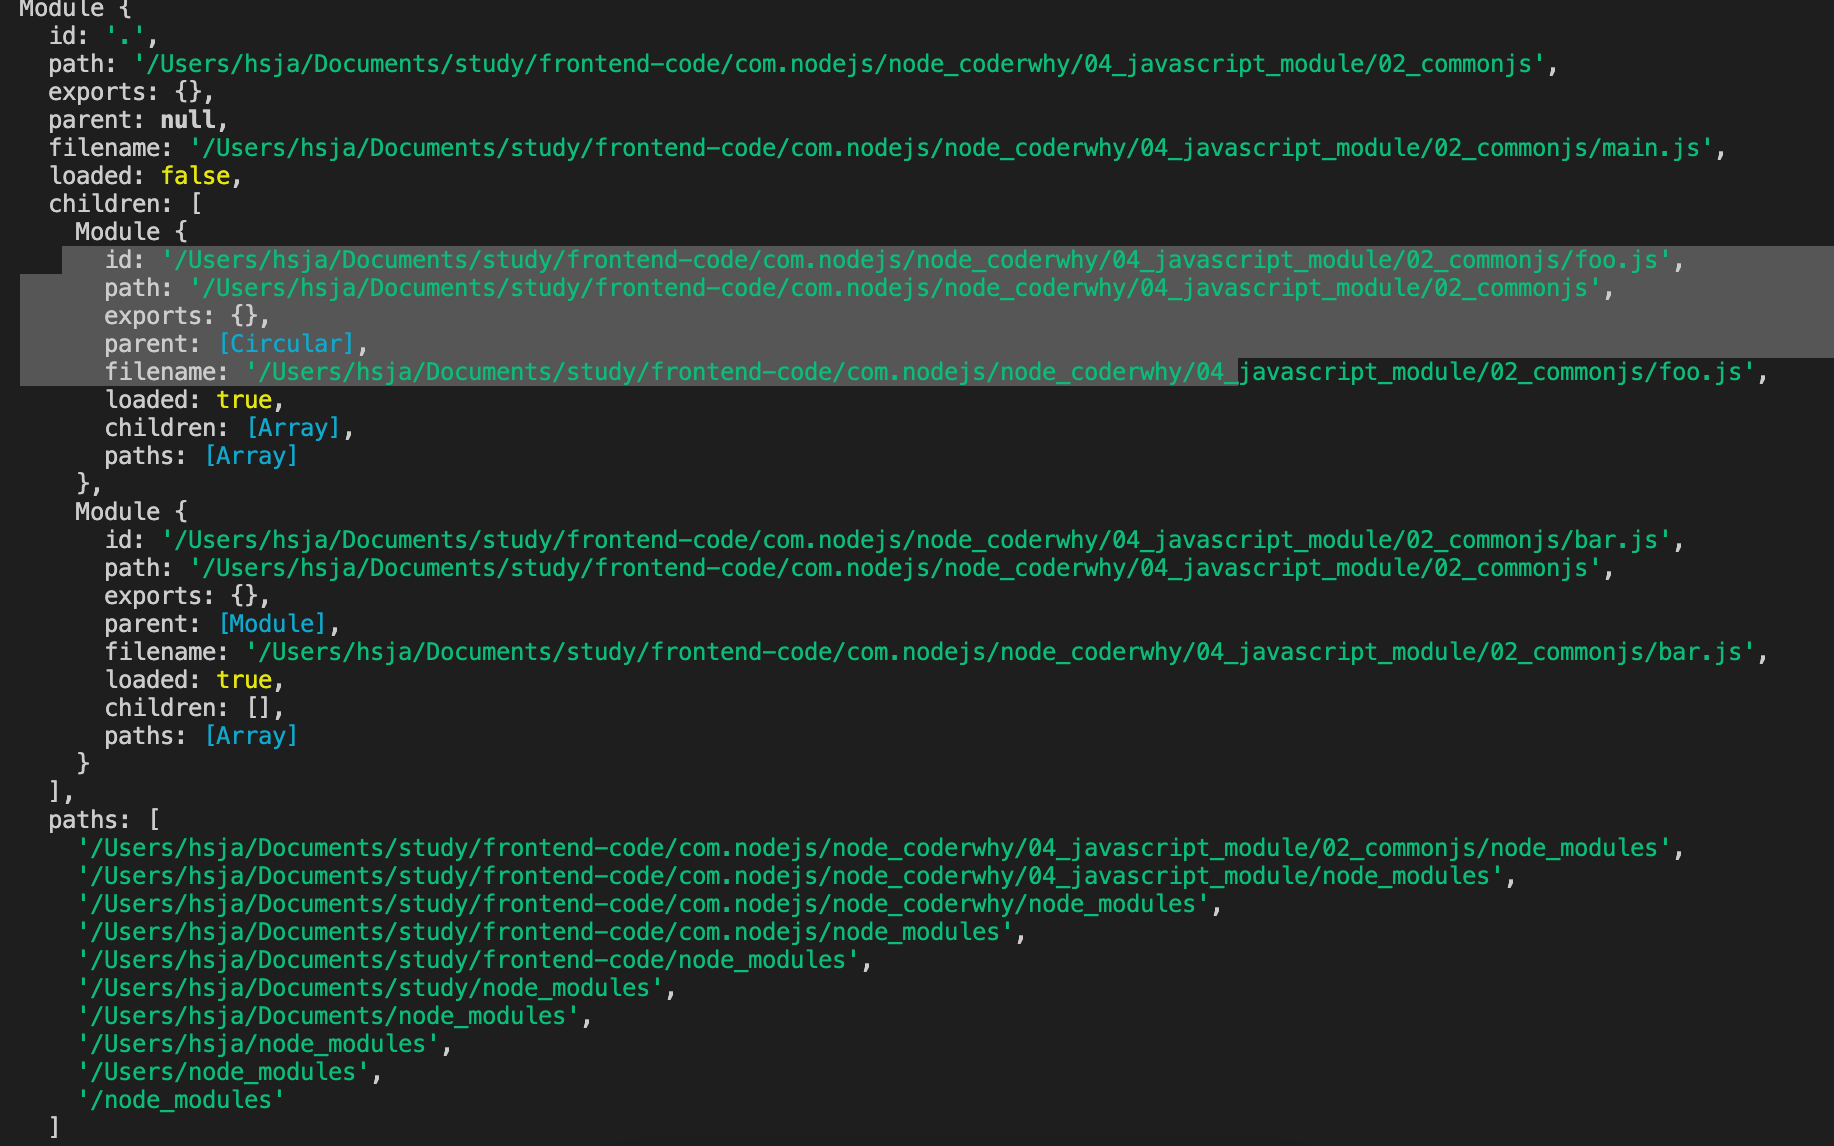 Module {
  id: '.',
  path: '/Users/hsja/Documents/study/frontend-code/com.nodejs/node_coderwhy/04_javascript_module/02_commonjs',
  exports: {},
  parent: null,
  filename: '/Users/hsja/Documents/study/frontend-code/com.nodejs/node_coderwhy/04_javascript_module/02_commonjs/main.js',
  loaded: false,
  children: [
    Module {
      id: '/Users/hsja/Documents/study/frontend-code/com.nodejs/node_coderwhy/04_javascript_module/02_commonjs/foo.js',
      path: '/Users/hsja/Documents/study/frontend-code/com.nodejs/node_coderwhy/04_javascript_module/02_commonjs',
      exports: {},
      parent: [Circular],
      filename: '/Users/hsja/Documents/study/frontend-code/com.nodejs/node_coderwhy/04_javascript_module/02_commonjs/foo.js',
      loaded: true,
      children: [Array],
      paths: [Array]
    },
    Module {
      id: '/Users/hsja/Documents/study/frontend-code/com.nodejs/node_coderwhy/04_javascript_module/02_commonjs/bar.js',
      path: '/Users/hsja/Documents/study/frontend-code/com.nodejs/node_coderwhy/04_javascript_module/02_commonjs',
      exports: {},
      parent: [Module],
      filename: '/Users/hsja/Documents/study/frontend-code/com.nodejs/node_coderwhy/04_javascript_module/02_commonjs/bar.js',
      loaded: true,
      children: [],
      paths: [Array]
    }
  ],
  paths: [
    '/Users/hsja/Documents/study/frontend-code/com.nodejs/node_coderwhy/04_javascript_module/02_commonjs/node_modules',
    '/Users/hsja/Documents/study/frontend-code/com.nodejs/node_coderwhy/04_javascript_module/node_modules',
    '/Users/hsja/Documents/study/frontend-code/com.nodejs/node_coderwhy/node_modules',
    '/Users/hsja/Documents/study/frontend-code/com.nodejs/node_modules',
    '/Users/hsja/Documents/study/frontend-code/node_modules',
    '/Users/hsja/Documents/study/node_modules',
    '/Users/hsja/Documents/node_modules',
    '/Users/hsja/node_modules',
    '/Users/node_modules',
    '/node_modules'
  ]